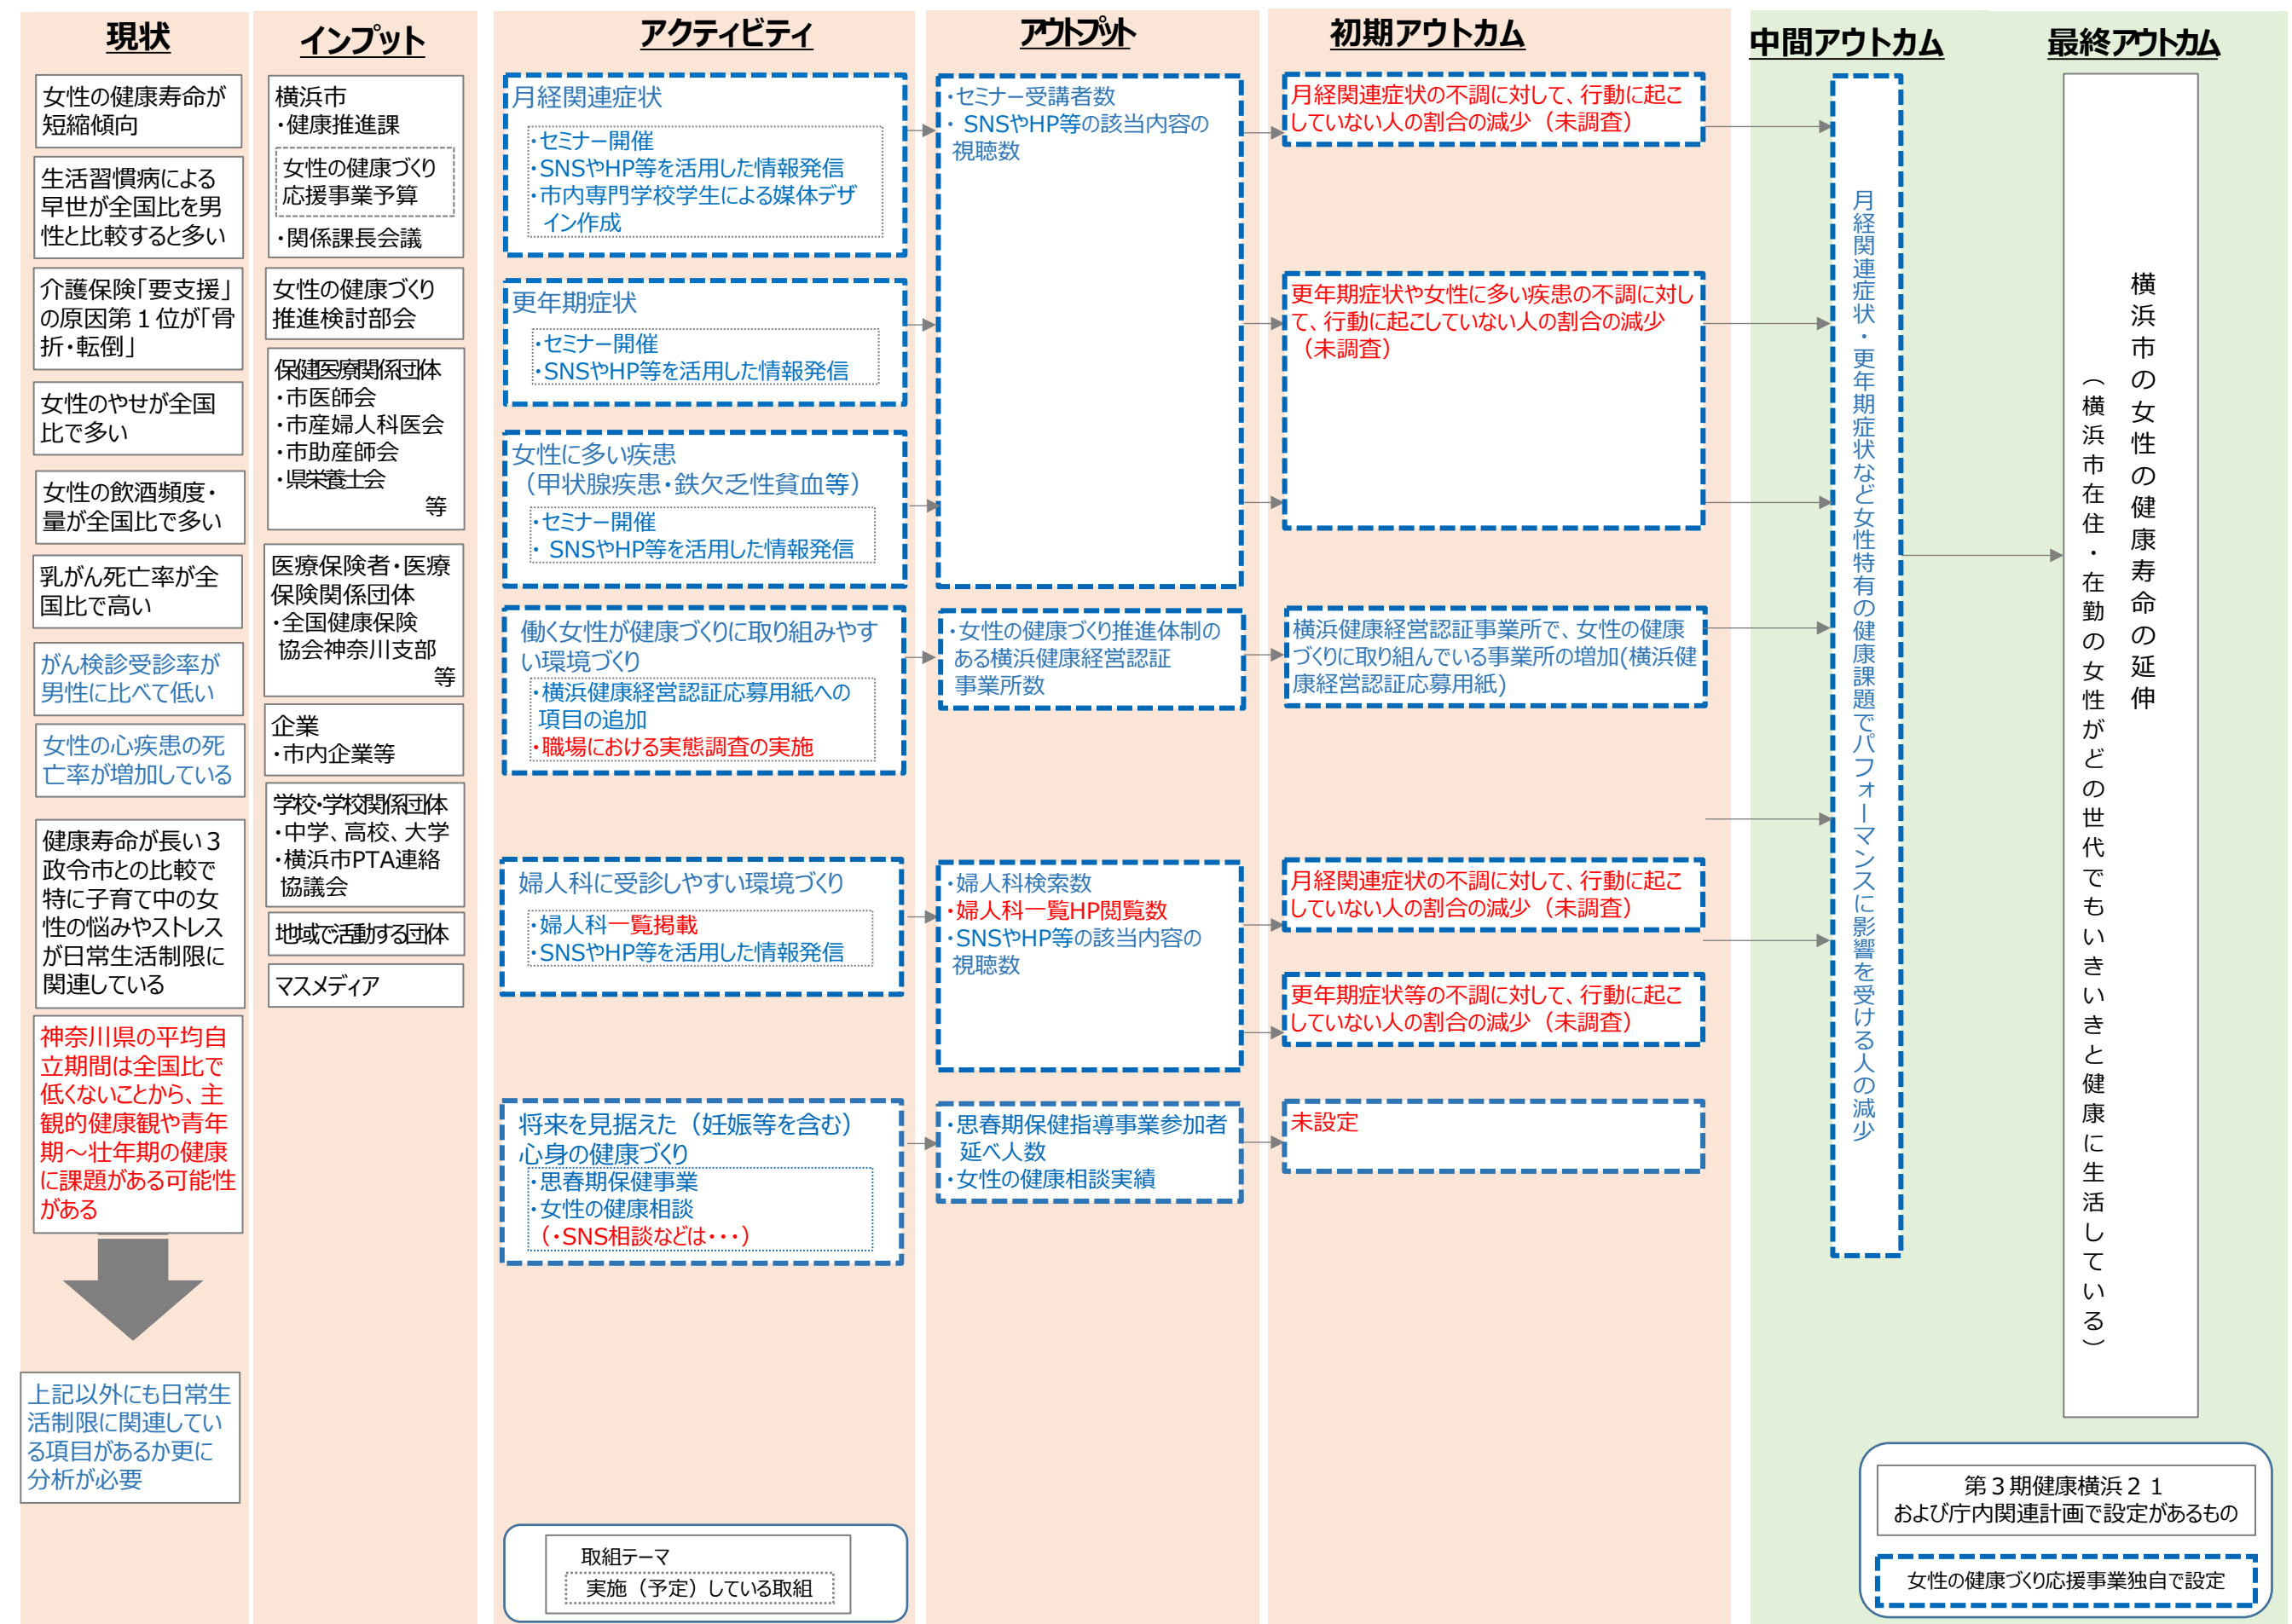 現状
女性の健康寿命が
短縮傾向
生活習慣病による
早世が全国比を男
性と比較すると多い
介護保険「要支援」
の原因第１位が「骨
折・転倒」
女性のやせが全国
比で多い
女性の飲酒頻度・
量が全国比で多い
乳がん死亡率が全
国比で高い
がん検診受診率が
男性に比べて低い
女性の心疾患の死
亡率が増加している
健康寿命が長い３
政令市との比較で
特に子育て中の女
性の悩みやストレス
が日常生活制限に
関連している
神奈川県の平均自
立期間は全国比で
低くないことから、主
観的健康観や青年
期～壮年期の健康
に課題がある可能性
がある
上記以外にも日常生
活制限に関連してい
る項目があるか更に
分析が必要
インプット
横浜市
・健康推進課
女性の健康づくり
応援事業予算
・関係課長会議
女性の健康づくり
推進検討部会
保健医療関係団体
・市医師会
・市産婦人科医会
・市助産師会
・県栄養士会
等
医療保険者・医療
保険関係団体
・全国健康保険
協会神奈川支部
等
企業
・市内企業等
学校・学校関係団体
・中学、高校、大学
・横浜市PTA連絡
協議会
地域で活動する団体
マスメディア
アクティビティ
月経関連症状
・セミナー開催
・SNSやHP等を活用した情報発信
・市内専門学校学生による媒体デザ
イン作成
更年期症状
・セミナー開催
・SNSやHP等を活用した情報発信
女性に多い疾患
（甲状腺疾患・鉄欠乏性貧血等）
・セミナー開催
・ SNSやHP等を活用した情報発信
働く女性が健康づくりに取り組みやす
い環境づくり
・横浜健康経営認証応募用紙への
項目の追加
・職場における実態調査の実施
婦人科に受診しやすい環境づくり
・婦人科一覧掲載
・SNSやHP等を活用した情報発信
将来を見据えた（妊娠等を含む）
心身の健康づくり
・思春期保健事業
・女性の健康相談
（・SNS相談などは・・・）
取組テーマ
実施（予定）している取組
アウトプット
・セミナー受講者数
・ SNSやHP等の該当内容の
視聴数
・女性の健康づくり推進体制の
ある横浜健康経営認証
事業所数
・婦人科検索数
・婦人科一覧HP閲覧数
・SNSやHP等の該当内容の
視聴数
・思春期保健指導事業参加者
延べ人数
・女性の健康相談実績
初期アウトカム
月経関連症状の不調に対して、行動に起こ
していない人の割合の減少（未調査）
更年期症状や女性に多い疾患の不調に対し
て、行動に起こしていない人の割合の減少
（未調査）
横浜健康経営認証事業所で、女性の健康
づくりに取り組んでいる事業所の増加(横浜健
康経営認証応募用紙)
月経関連症状の不調に対して、行動に起こ
していない人の割合の減少（未調査）
更年期症状等の不調に対して、行動に起こ
していない人の割合の減少（未調査）
未設定
中間アウトカム
月経関連症状・更年期症状など女性特有の健康課題でパフォーマンスに影響を受ける人の減少
最終アウトカム
横浜市の女性の健康寿命の延伸
（横浜市在住・在勤の女性がどの世代でもいきいきと健康に生活している）
第３期健康横浜２１
および庁内関連計画で設定があるもの
女性の健康づくり応援事業独自で設定